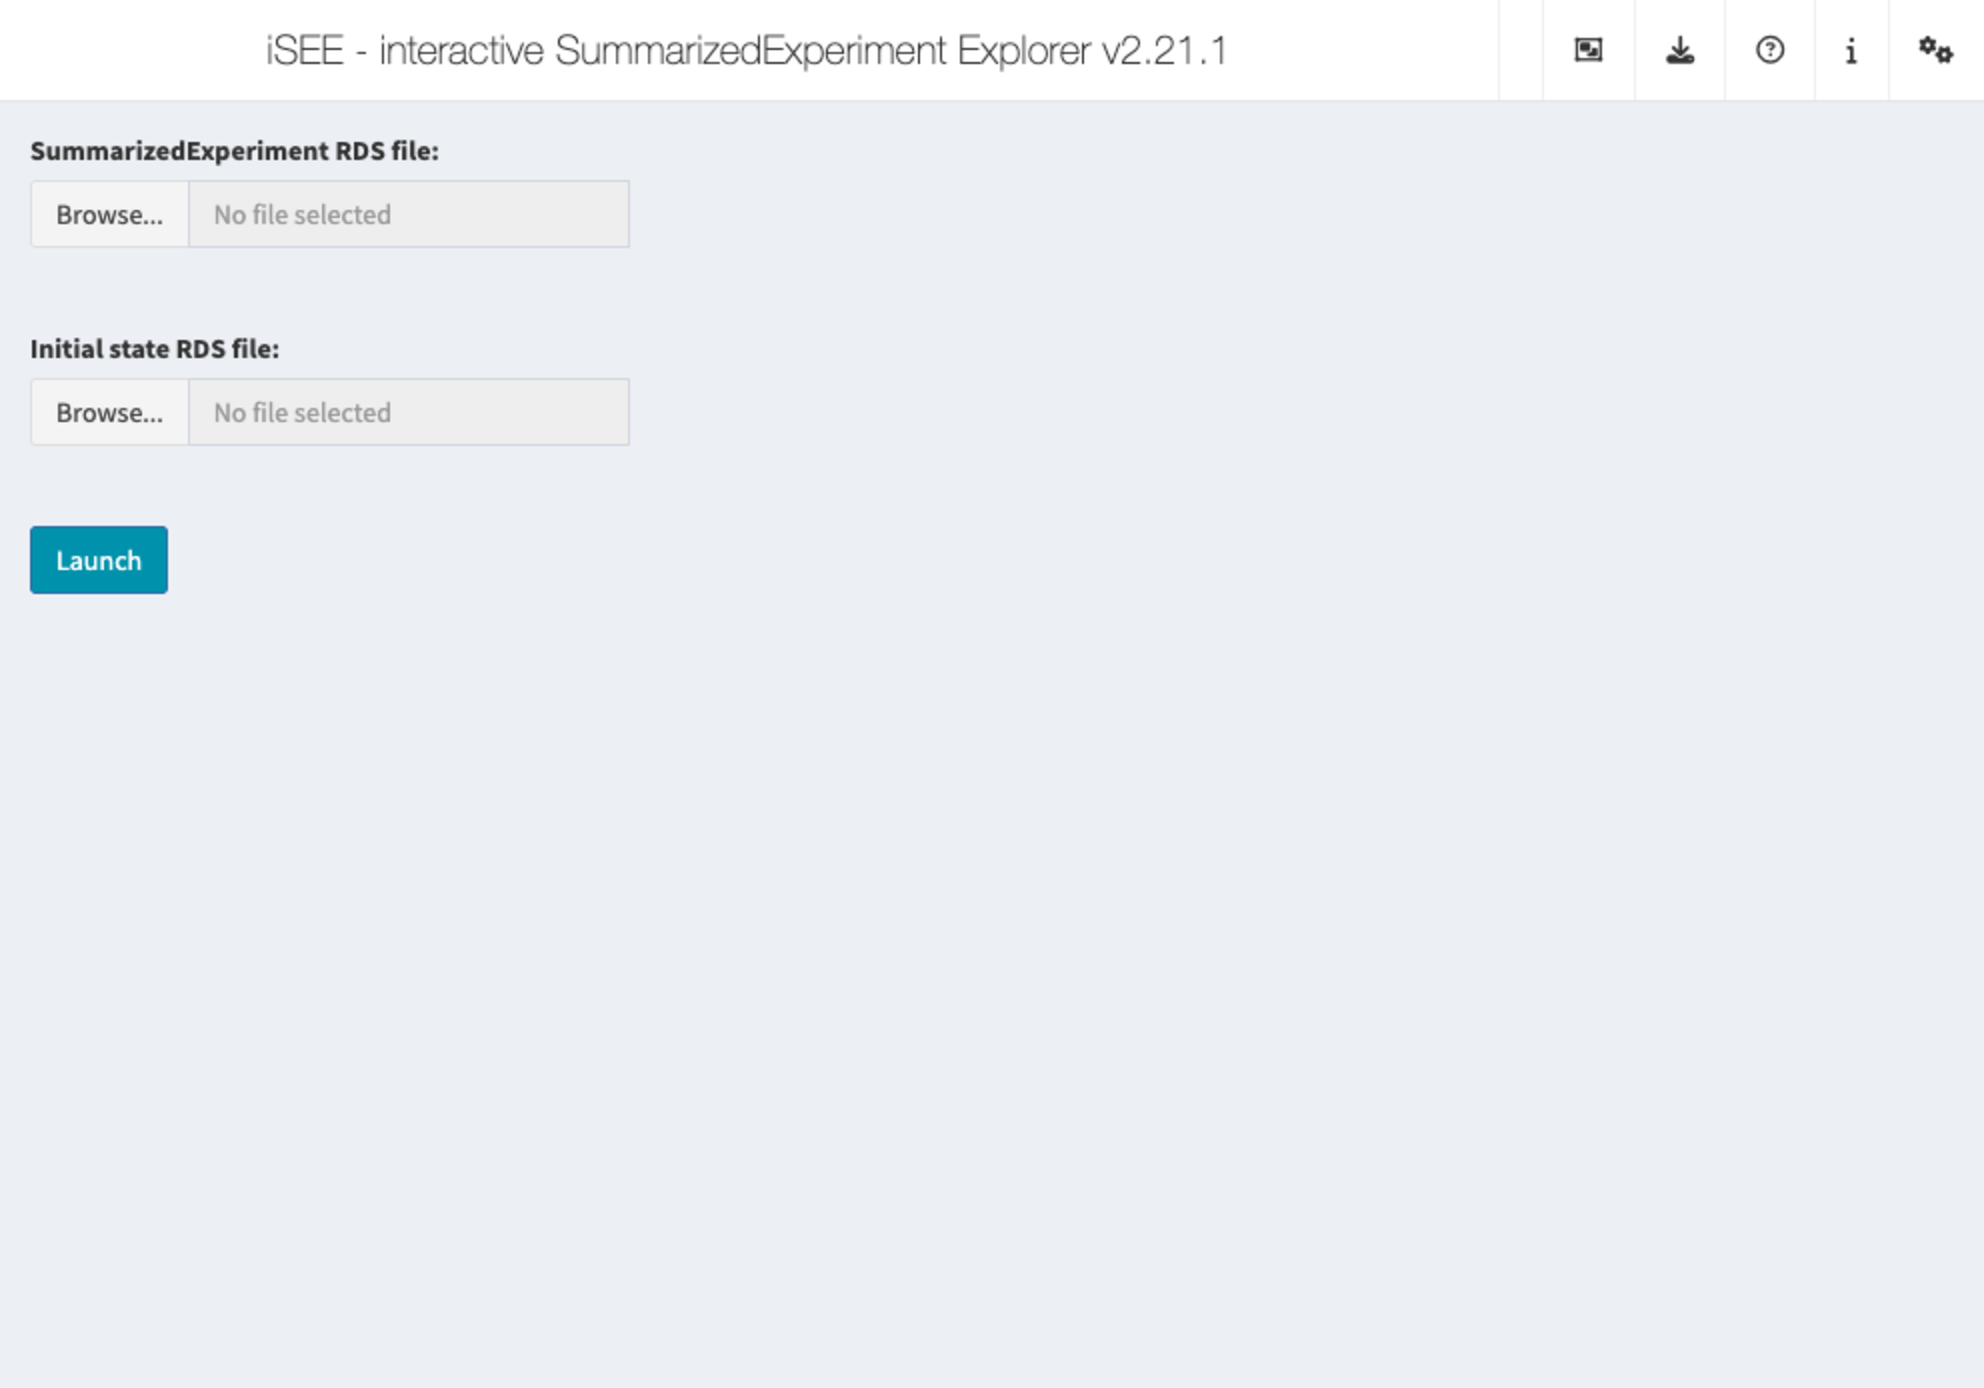 iSEE - interactive SummarizedExperiment Explorer v2.21.1
SummarizedExperiment RDS file:
Browse... No file selected
Initial state RDS file:
Browse... No file selected
Launch